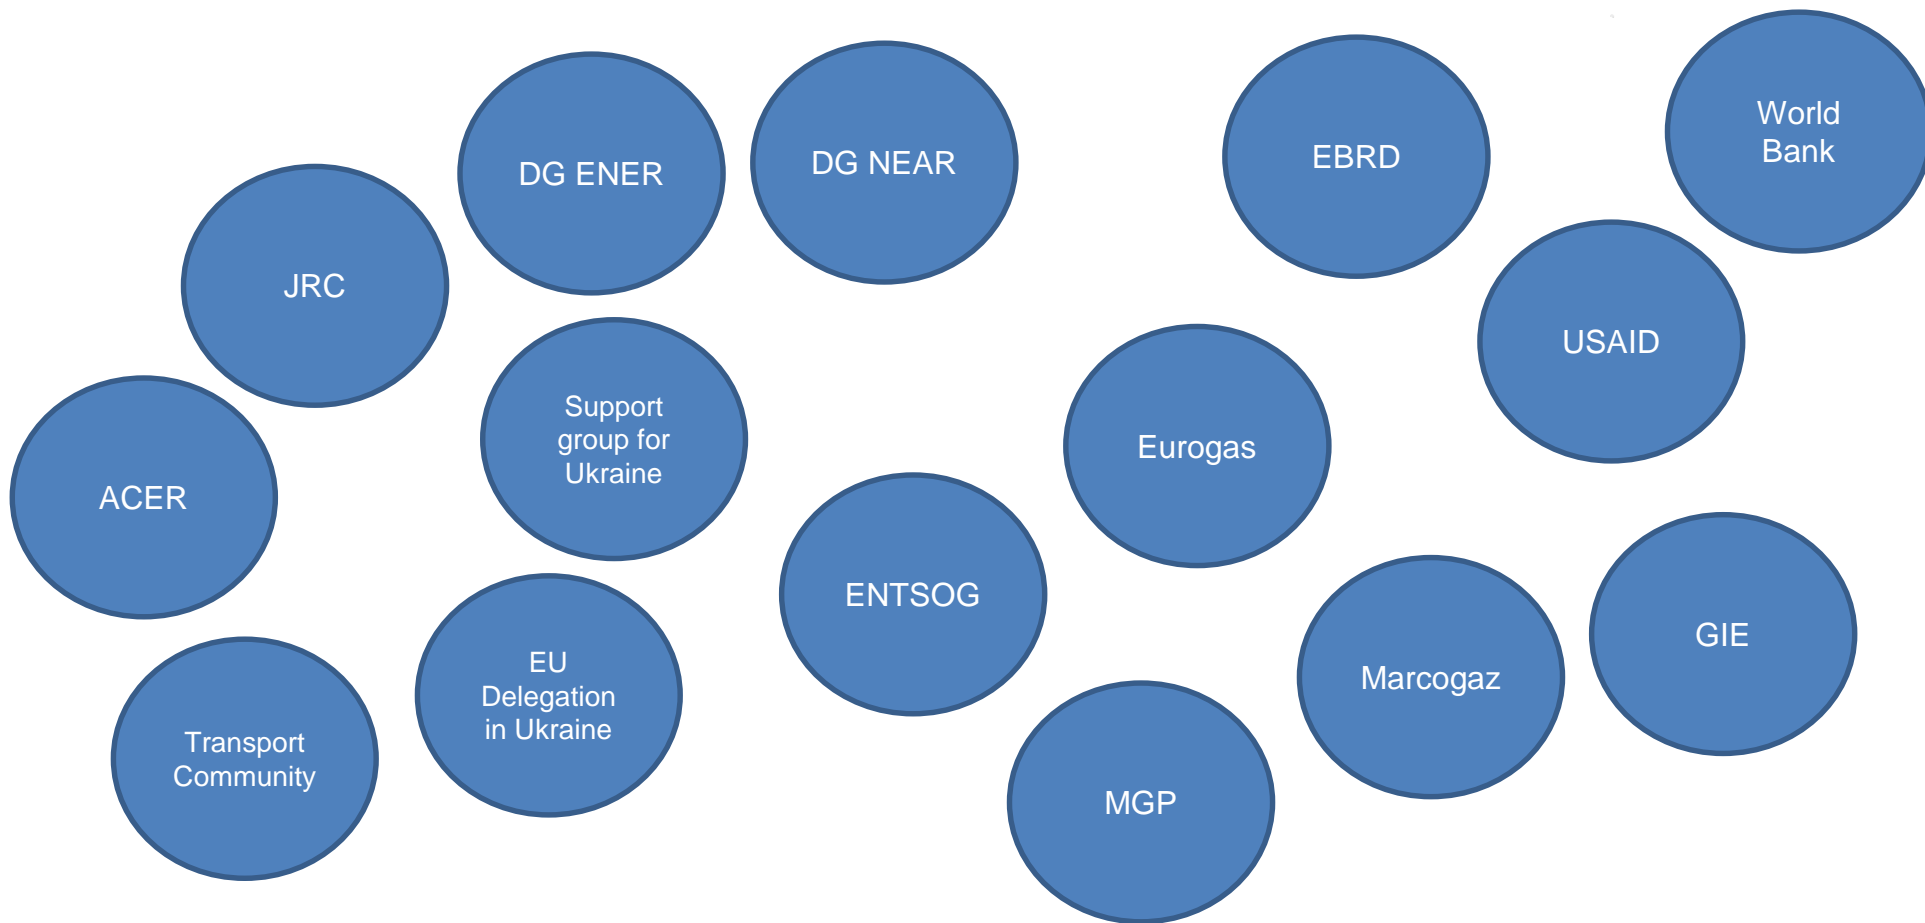 DG ENER
DG NEAR
EBRD
World
Bank
JRC
USAID
Support
group for
Ukraine
Eurogas
ACER
ENTSOG
GIE
EU
Delegation
in Ukraine
Marcogaz
Transport
Community
MGP